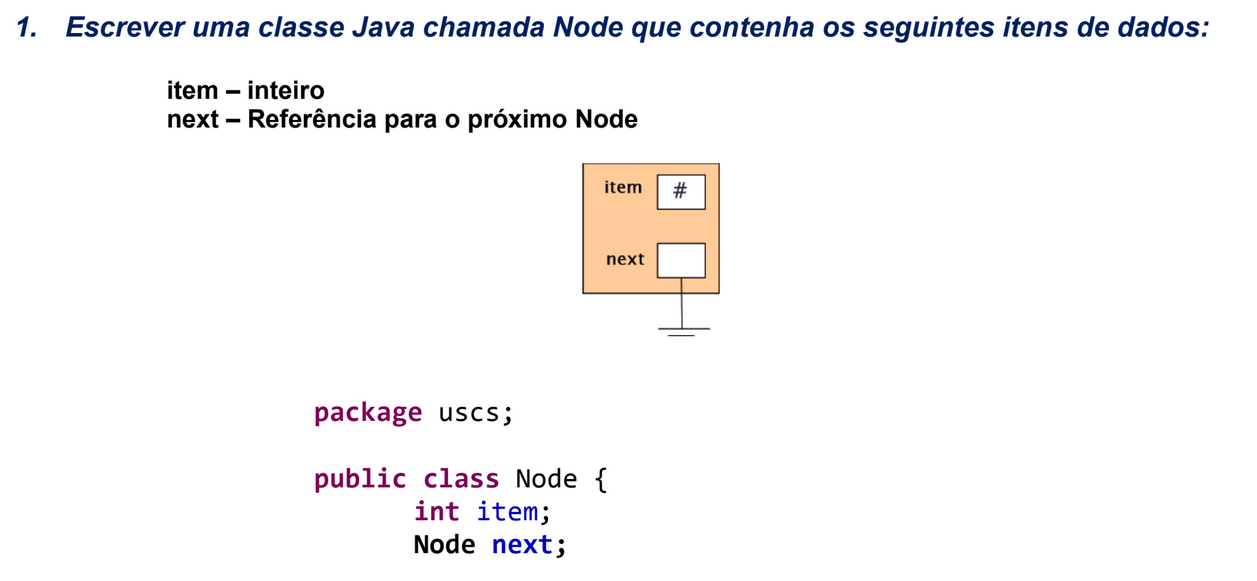 1. Escrever uma classe Java chamada Node que contenha os seguintes itens de dados:
item – inteiro
next – Referência para o próximo Node
item #
next
package uscs;
public class Node {
int item;
Node next;